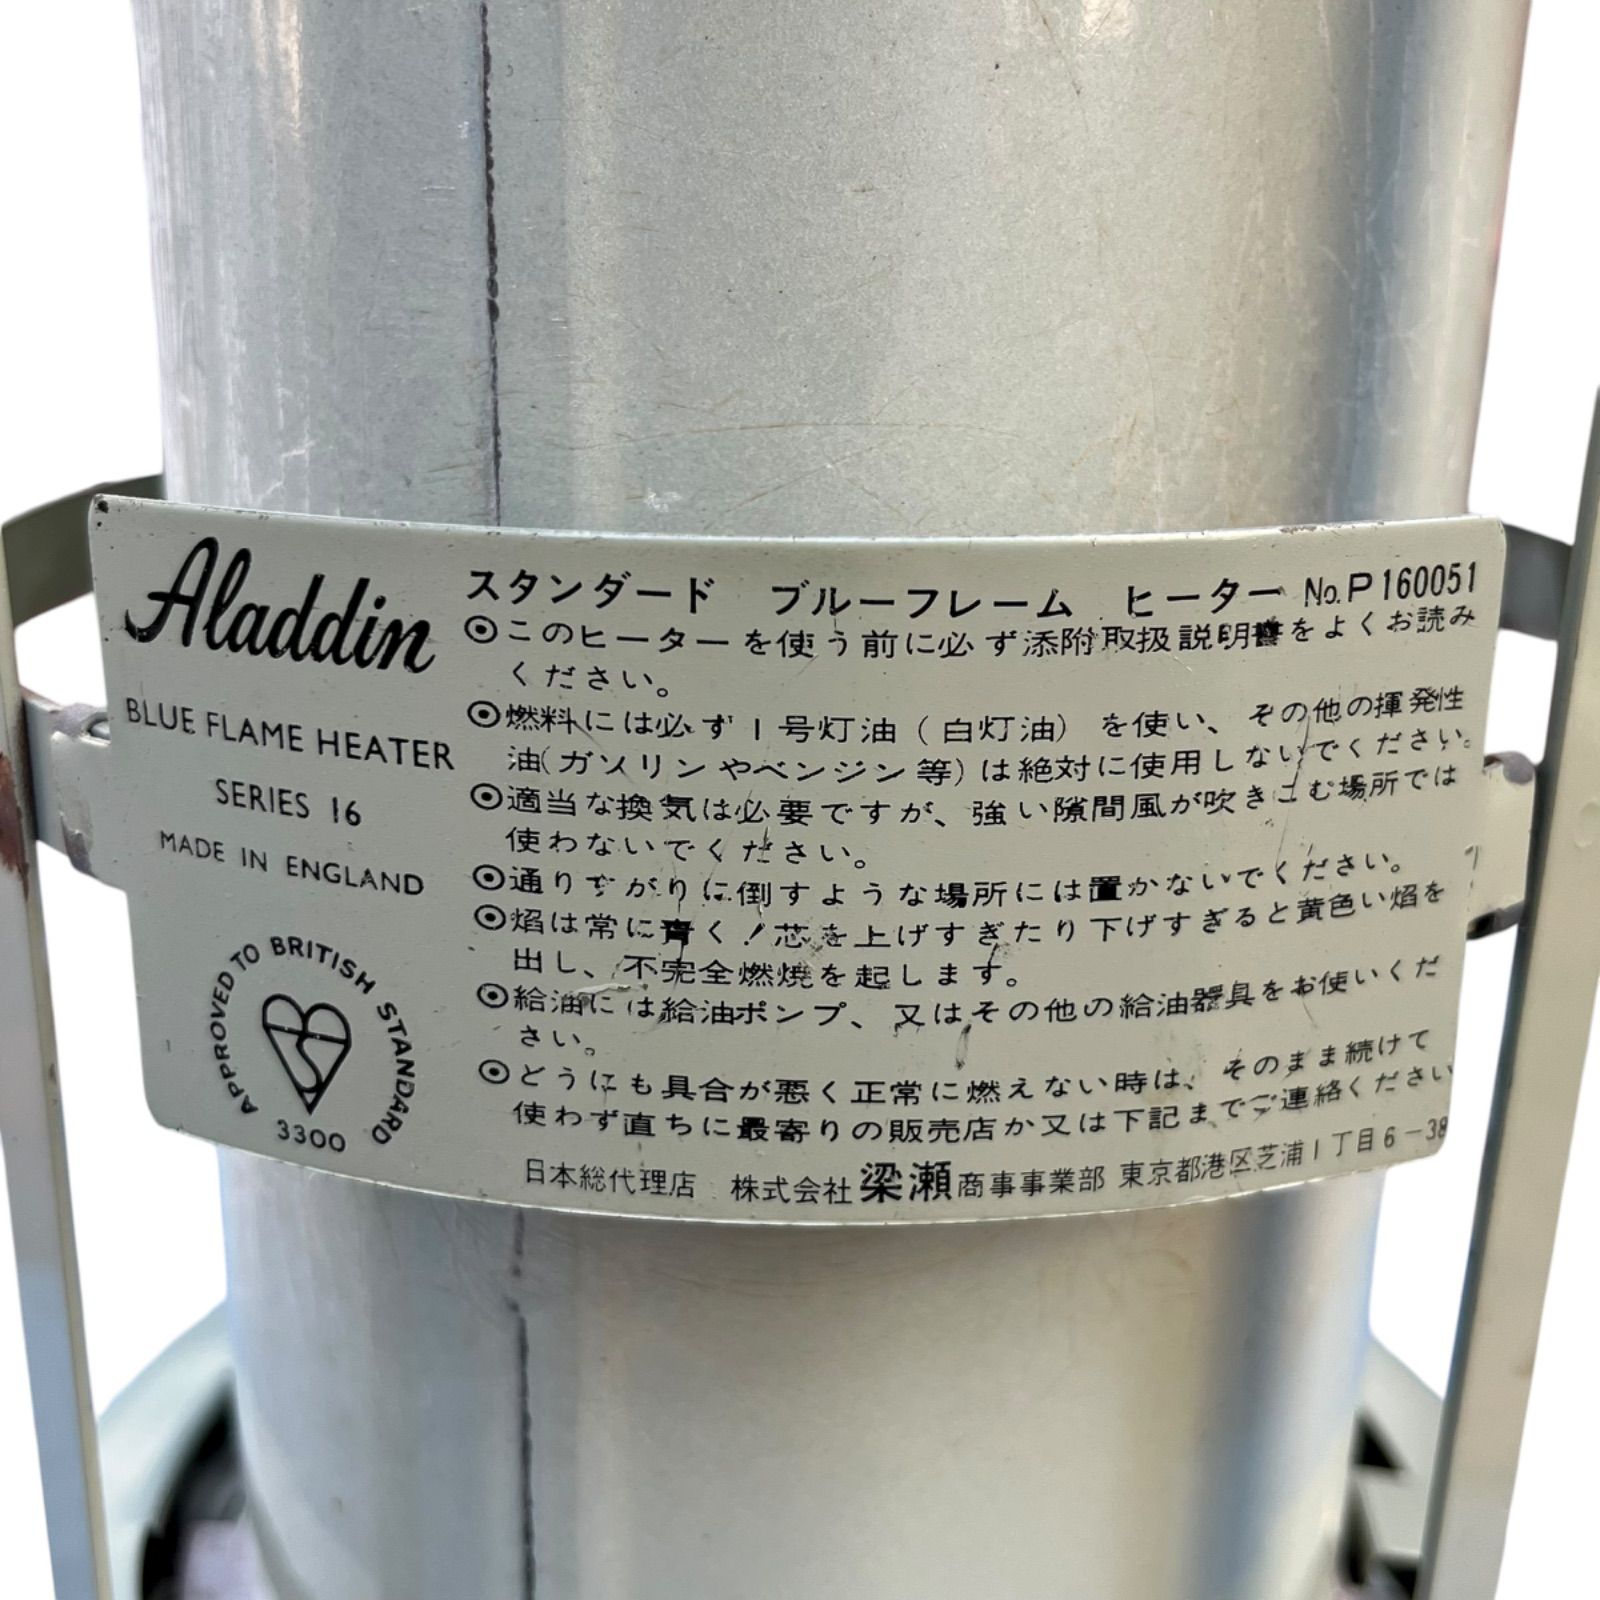 Aladdin
BLUE FLAME HEATER
SERIES 16
MADE IN ENGLAND
APPROVED TO BRITISH STANDARD
3300
スタンダード ブルーフレーム ヒーター No.P160051
◉このヒーターを使う前に必ず添附取扱説明書をよくお読み
ください。
◉燃料には必ず1号灯油(白灯油)を使い、その他の揮発性
油(ガソリンやベンジン等)は絶対に使用しないでください。
◉適当な換気は必要ですが、強い隙間風が吹きこむ場所では
使わないでください。
◉通りすがりに倒すような場所には置かないでください。
◉焰は常に青く!芯を上げすぎたり下げすぎると黄色い焰を
出し、不完全燃焼を起します。
◉給油には給油ポンプ、又はその他の給油器具をお使いくだ
さい。
◉どうにも具合が悪く正常に燃えない時は、そのまま続けて
使わず直ちに最寄りの販売店か又は下記までご連絡ください
日本総代理店 株式会社梁瀬商事事業部 東京都港区芝浦1丁目6-38